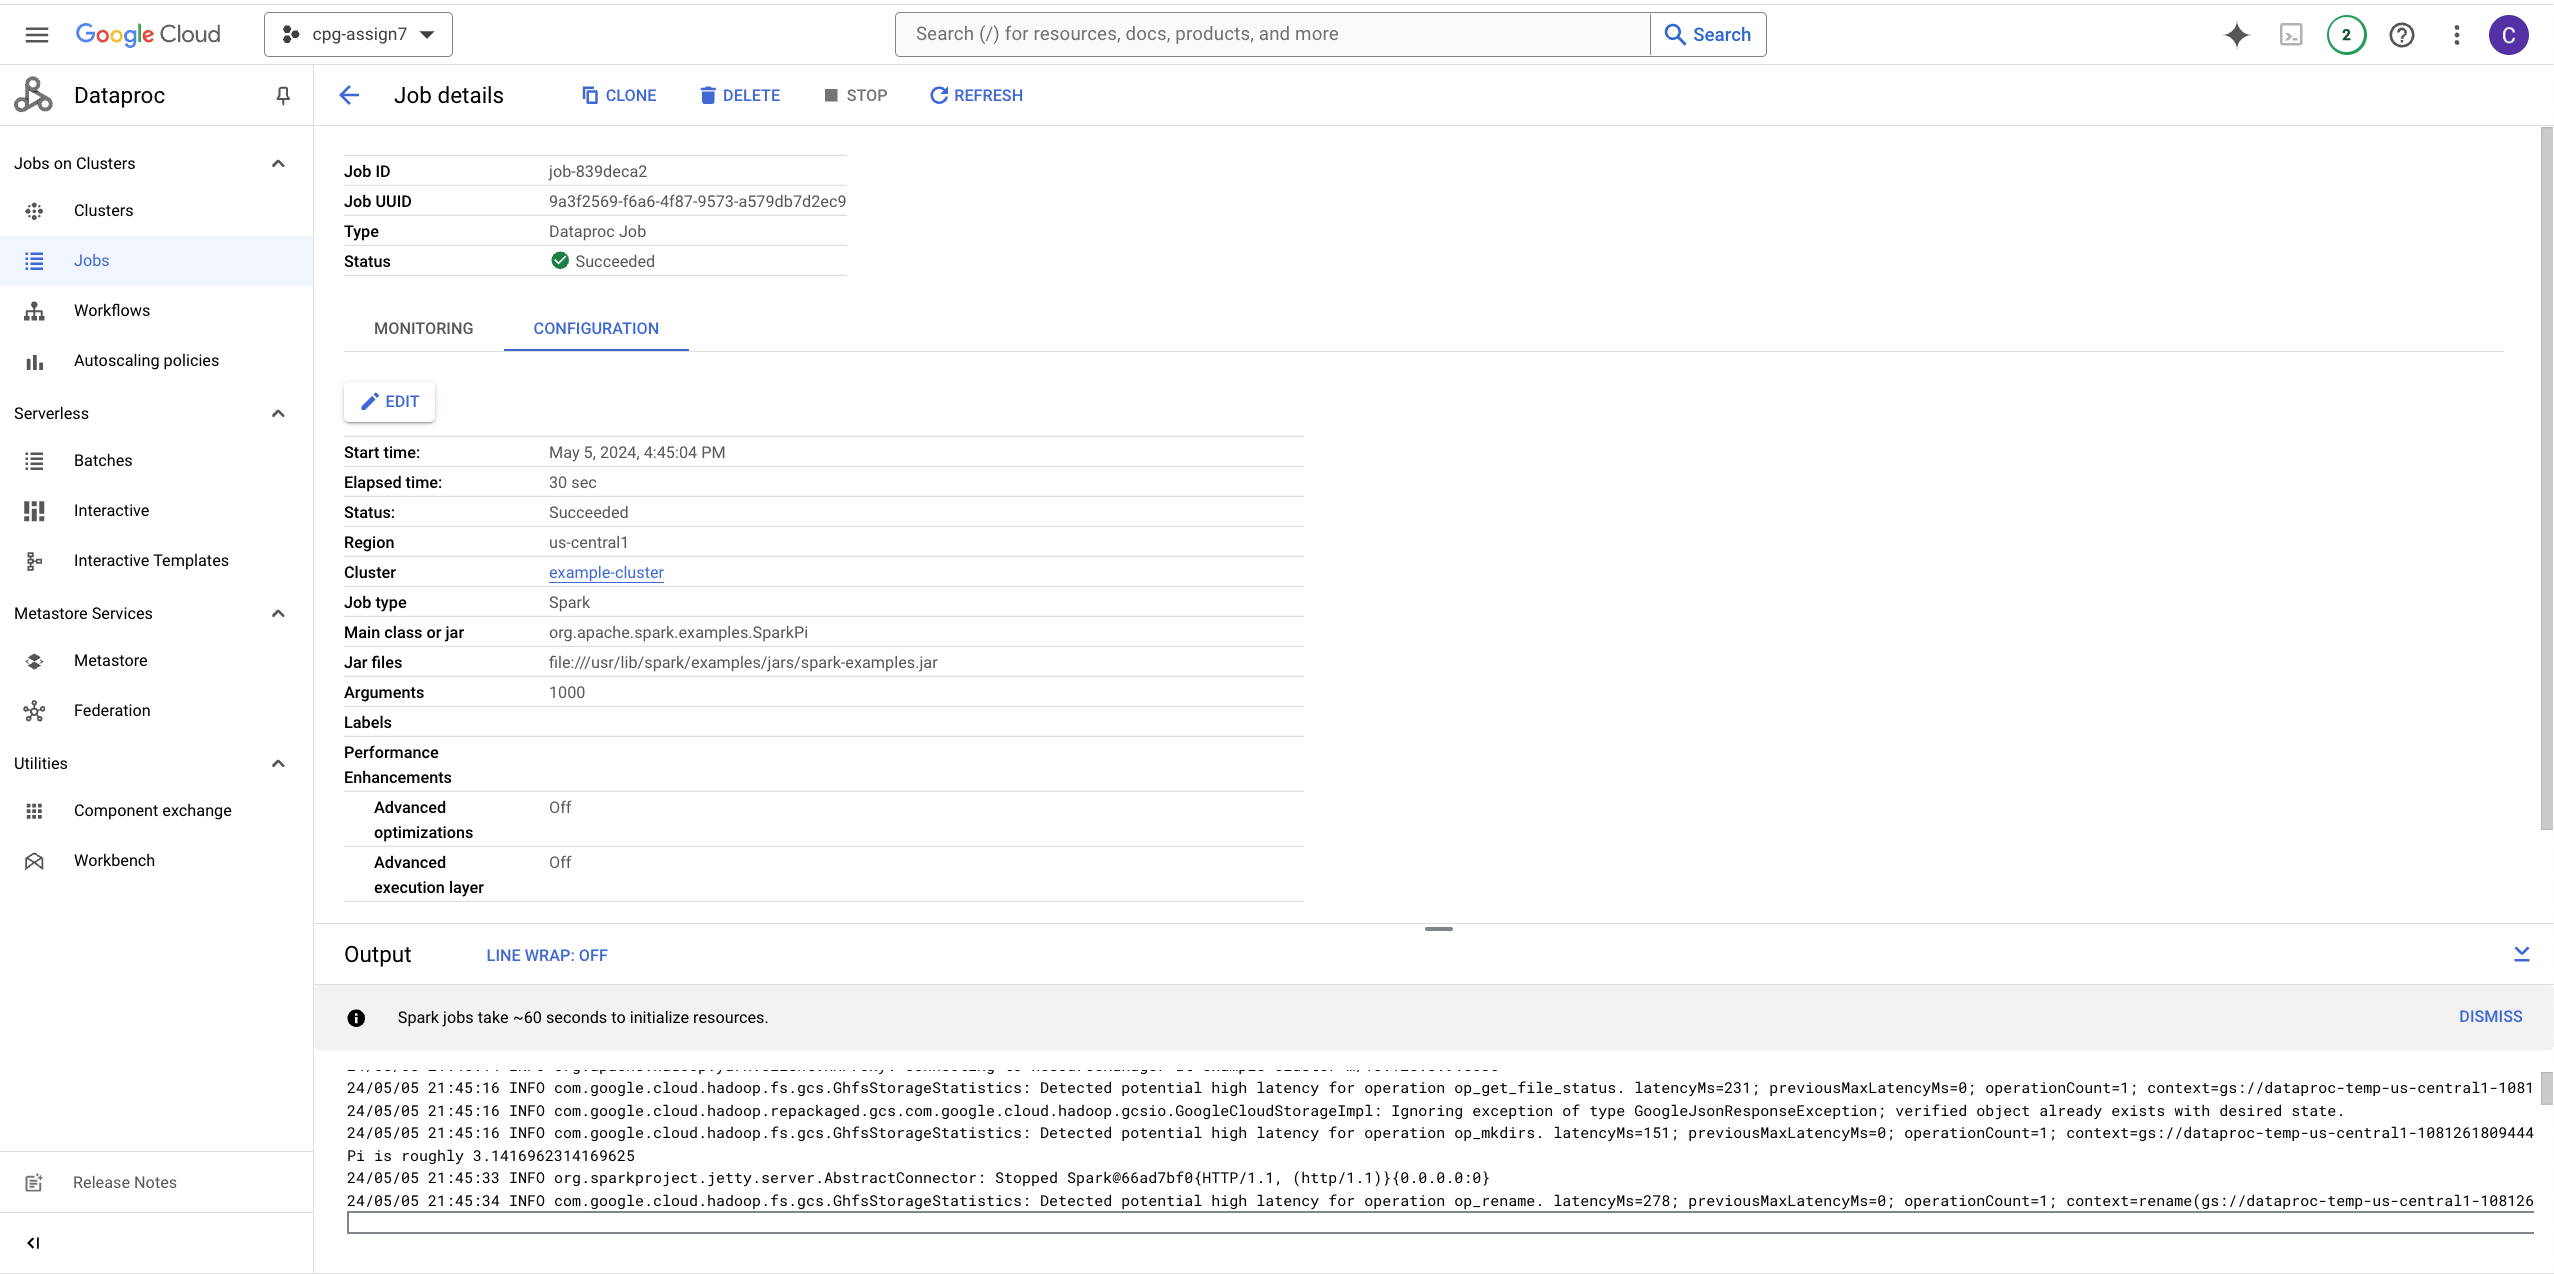 Google Cloud cpg-assign7 Search (/) for resources, docs, products, and more Search 2 C
Dataproc
Job details CLONE DELETE STOP REFRESH
Jobs on Clusters
Clusters
Jobs
Workflows
Autoscaling policies
Serverless
Batches
Interactive
Interactive Templates
Metastore Services
Metastore
Federation
Utilities
Component exchange
Workbench
Release Notes
Job ID job-839deca2
Job UUID 9a3f2569-f6a6-4f87-9573-a579db7d2ec9
Type Dataproc Job
Status Succeeded
MONITORING CONFIGURATION
EDIT
Start time: May 5, 2024, 4:45:04 PM
Elapsed time: 30 sec
Status: Succeeded
Region us-central1
Cluster example-cluster
Job type Spark
Main class or jar org.apache.spark.examples.SparkPi
Jar files file:///usr/lib/spark/examples/jars/spark-examples.jar
Arguments 1000
Labels
Performance
Enhancements
Advanced Off
optimizations
Advanced Off
execution layer
Output LINE WRAP: OFF
Spark jobs take ~60 seconds to initialize resources. DISMISS
24/05/05 21:45:16 INFO com.google.cloud.hadoop.fs.gcs.GhfsStorageStatistics: Detected potential high latency for operation op_get_file_status. latencyMs=231; previousMaxLatencyMs=0; operationCount=1; context=gs://dataproc-temp-us-central1-1081
24/05/05 21:45:16 INFO com.google.cloud.hadoop.repackaged.gcs.com.google.cloud.hadoop.gcsio.GoogleCloudStorageImpl: Ignoring exception of type GoogleJsonResponseException; verified object already exists with desired state.
24/05/05 21:45:16 INFO com.google.cloud.hadoop.fs.gcs.GhfsStorageStatistics: Detected potential high latency for operation op_mkdirs. latencyMs=151; previousMaxLatencyMs=0; operationCount=1; context=gs://dataproc-temp-us-central1-1081261809444
Pi is roughly 3.1416962314169625
24/05/05 21:45:33 INFO org.sparkproject.jetty.server.AbstractConnector: Stopped Spark@66ad7bf0{HTTP/1.1, (http/1.1)}{0.0.0.0:0}
24/05/05 21:45:34 INFO com.google.cloud.hadoop.fs.gcs.GhfsStorageStatistics: Detected potential high latency for operation op_rename. latencyMs=278; previousMaxLatencyMs=0; operationCount=1; context=rename(gs://dataproc-temp-us-central1-108126